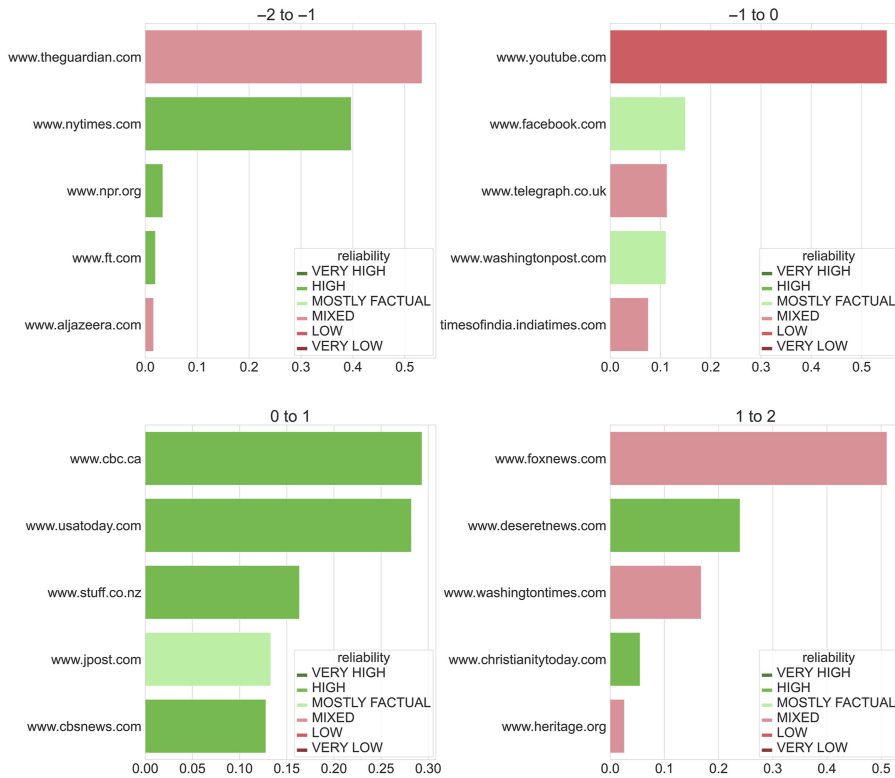 −2 to −1
www.theguardian.com
www.nytimes.com
www.npr.org
www.ft.com
www.aljazeera.com
reliability
VERY HIGH
HIGH
MOSTLY FACTUAL
MIXED
LOW
VERY LOW
0.0 0.1 0.2 0.3 0.4 0.5
−1 to 0
www.youtube.com
www.facebook.com
www.telegraph.co.uk
www.washingtonpost.com
timesofindia.indiatimes.com
reliability
VERY HIGH
HIGH
MOSTLY FACTUAL
MIXED
LOW
VERY LOW
0.0 0.1 0.2 0.3 0.4 0.5
0 to 1
www.cbc.ca
www.usatoday.com
www.stuff.co.nz
www.jpost.com
www.cbsnews.com
reliability
VERY HIGH
HIGH
MOSTLY FACTUAL
MIXED
LOW
VERY LOW
0.00 0.05 0.10 0.15 0.20 0.25 0.30
1 to 2
www.foxnews.com
www.deseretnews.com
www.washingtontimes.com
www.christianitytoday.com
www.heritage.org
reliability
VERY HIGH
HIGH
MOSTLY FACTUAL
MIXED
LOW
VERY LOW
0.0 0.1 0.2 0.3 0.4 0.5